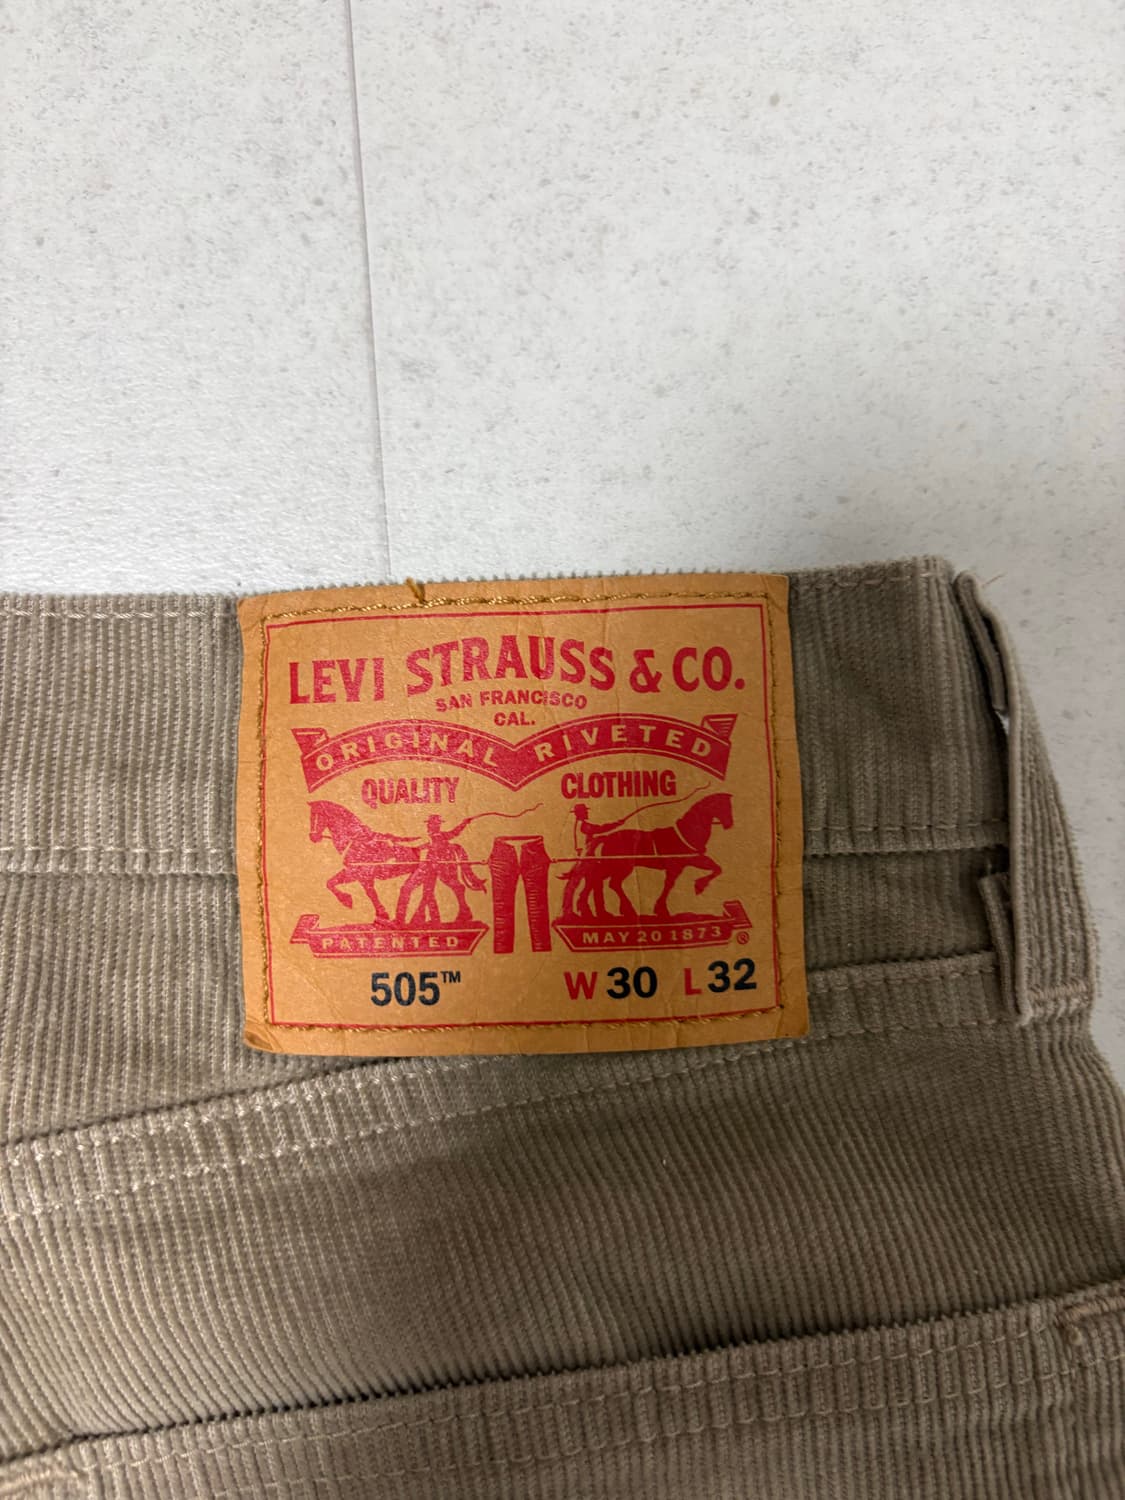 LEVI STRAUSS & CO.
SAN FRANCISCO
CAL.
ORIGINAL RIVETED
QUALITY CLOTHING
PATENTED MAY 20 1873 ®
505™ W 30 L 32